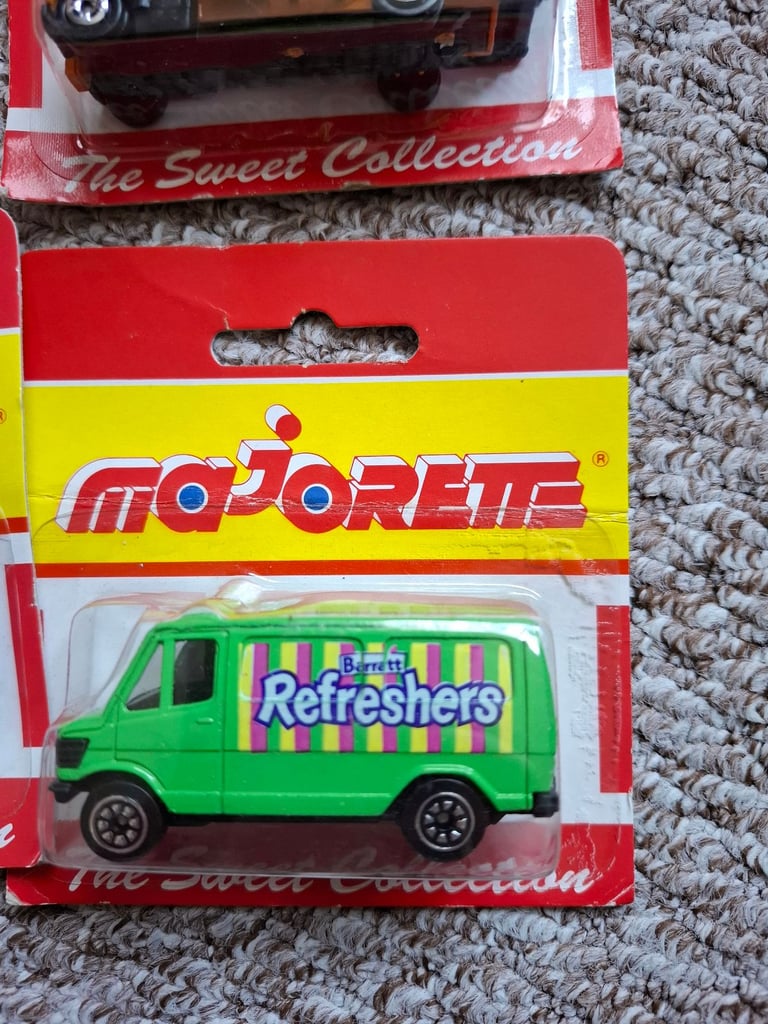 The Sweet Collection
®
majorette ®
Barratt
Refreshers
The Sweet Collection